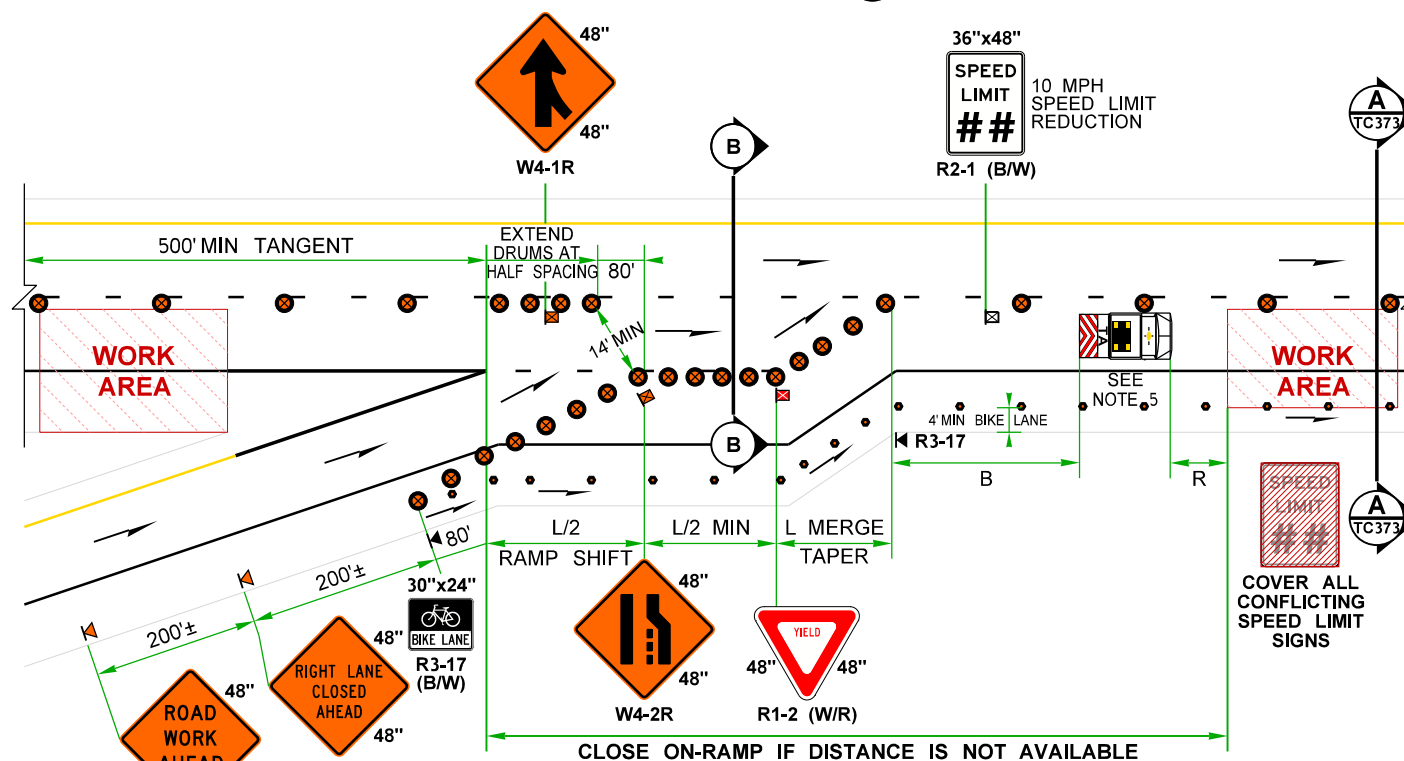 48"
48"
W4-1R
36"x48"
SPEED
LIMIT
##
10 MPH
SPEED LIMIT
REDUCTION
R2-1 (B/W)
A
TC373
B
500' MIN TANGENT
EXTEND
DRUMS AT
HALF SPACING
80'
14' MIN
WORK
AREA
WORK
AREA
SEE
NOTE 5
4' MIN BIKE LANE
R3-17
B
B
R
SPEED
LIMIT
##
A
TC373
COVER ALL
CONFLICTING
SPEED LIMIT
SIGNS
80'
L/2
RAMP SHIFT
L/2 MIN
L MERGE
TAPER
200'±
200'±
30"x24"
BIKE LANE
R3-17
(B/W)
48"
RIGHT LANE
CLOSED
AHEAD
48"
48"
ROAD
WORK
AHEAD
48"
48"
W4-2R
YIELD
48"
48"
R1-2 (W/R)
CLOSE ON-RAMP IF DISTANCE IS NOT AVAILABLE